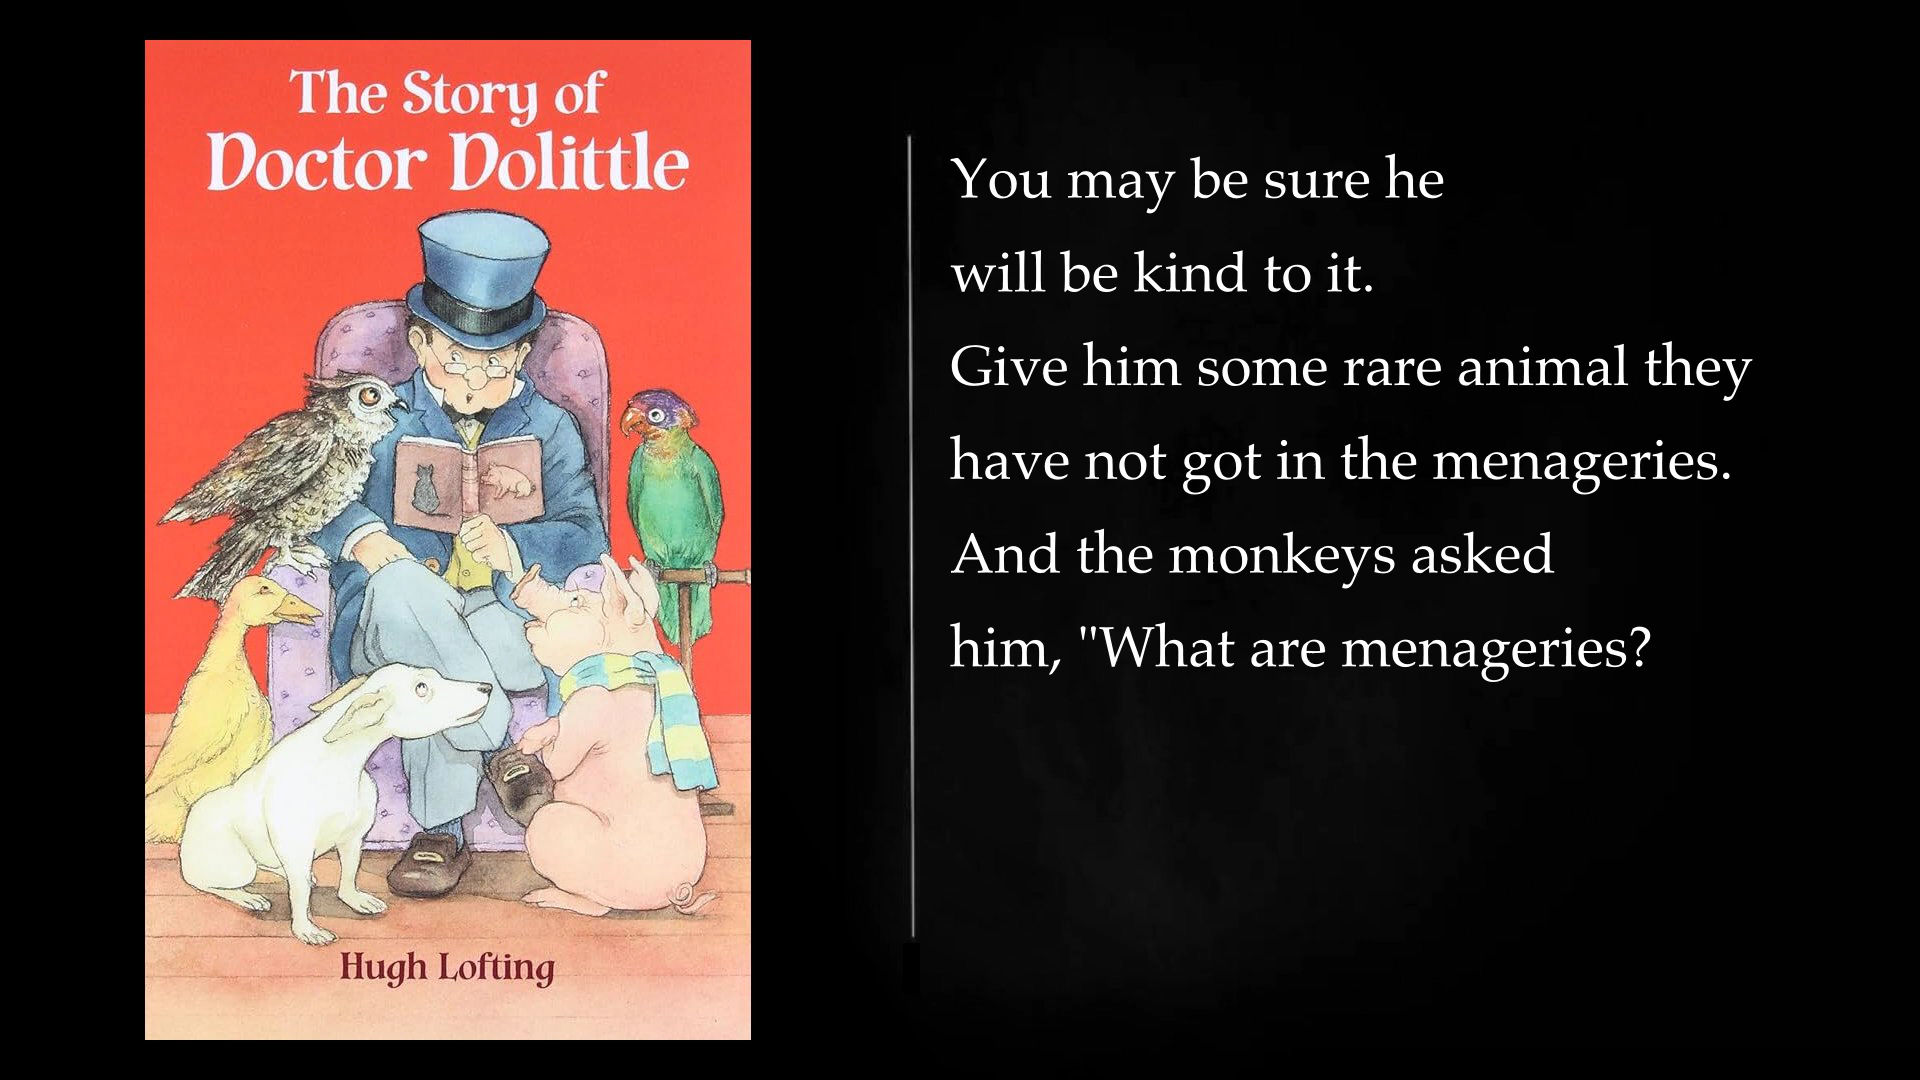 The Story of
Doctor Dolittle
Hugh Lofting
You may be sure he
will be kind to it.
Give him some rare animal they
have not got in the menageries.
And the monkeys asked
him, "What are menageries?